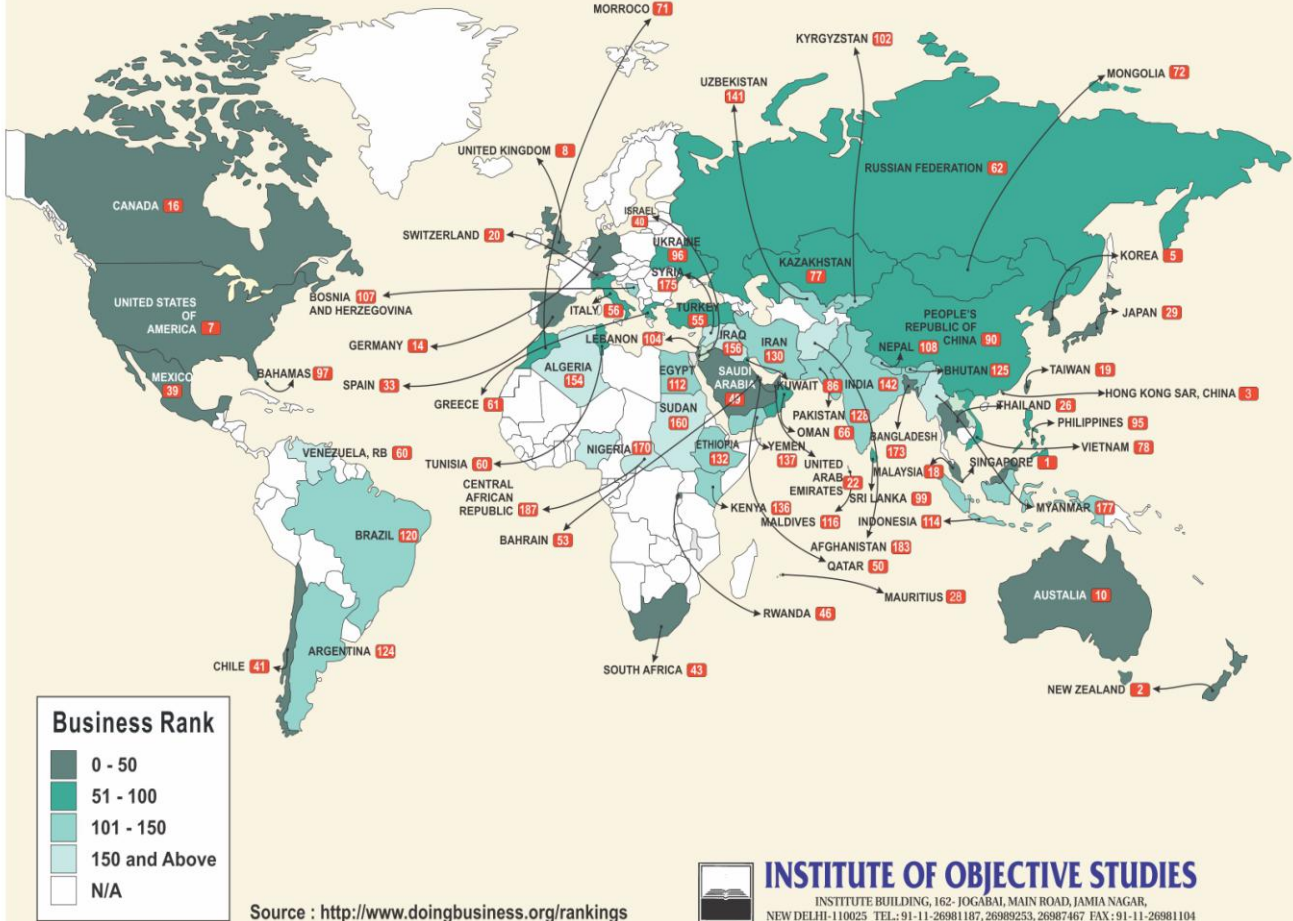 MORROCO 71
KYRGYZSTAN 102
MONGOLIA 72
UZBEKISTAN
141
UNITED KINGDOM 8
RUSSIAN FEDERATION 62
CANADA 16
ISRAEL
40
SWITZERLAND 20
UKRAINE
96
KOREA 5
KAZAKHSTAN
77
SYRIA
175
BOSNIA 107
AND HERZEGOVINA
UNITED STATES
OF AMERICA 7
ITALY 56
TURKEY
55
PEOPLE'S
REPUBLIC OF
CHINA 90
JAPAN 29
GERMANY 14
LEBANON 104
IRAQ
156
IRAN
130
NEPAL 108
BHUTAN 125
TAIWAN 19
MEXICO
39
BAHAMAS 97
SPAIN 33
ALGERIA
154
EGYPT
112
SAUDI
ARABIA
49
KUWAIT 86
INDIA 142
HONG KONG SAR, CHINA 3
GREECE 61
PAKISTAN 128
THAILAND 26
SUDAN
160
OMAN 66
PHILIPPINES 95
BANGLADESH
173
VIETNAM 78
NIGERIA 170
ETHIOPIA
132
YEMEN
137
VENEZUELA, RB 60
TUNISIA 60
UNITED
ARAB
EMIRATES 22
MALAYSIA 18
SINGAPORE 1
CENTRAL
AFRICAN
REPUBLIC 187
SRI LANKA 99
KENYA 136
MALDIVES 116
INDONESIA 114
MYANMAR 177
BRAZIL 120
BAHRAIN 53
AFGHANISTAN 183
QATAR 50
MAURITIUS 28
AUSTALIA 10
RWANDA 46
ARGENTINA 124
CHILE 41
SOUTH AFRICA 43
NEW ZEALAND 2
Business Rank
0 - 50
51 - 100
101 - 150
150 and Above
N/A
Source : http://www.doingbusiness.org/rankings
INSTITUTE OF OBJECTIVE STUDIES
INSTITUTE BUILDING, 162- JOGABAI, MAIN ROAD, JAMIA NAGAR,
NEW DELHI-110025 TEL.: 91-11-26981187, 26989253, 26987467 FAX : 91-11-26981104